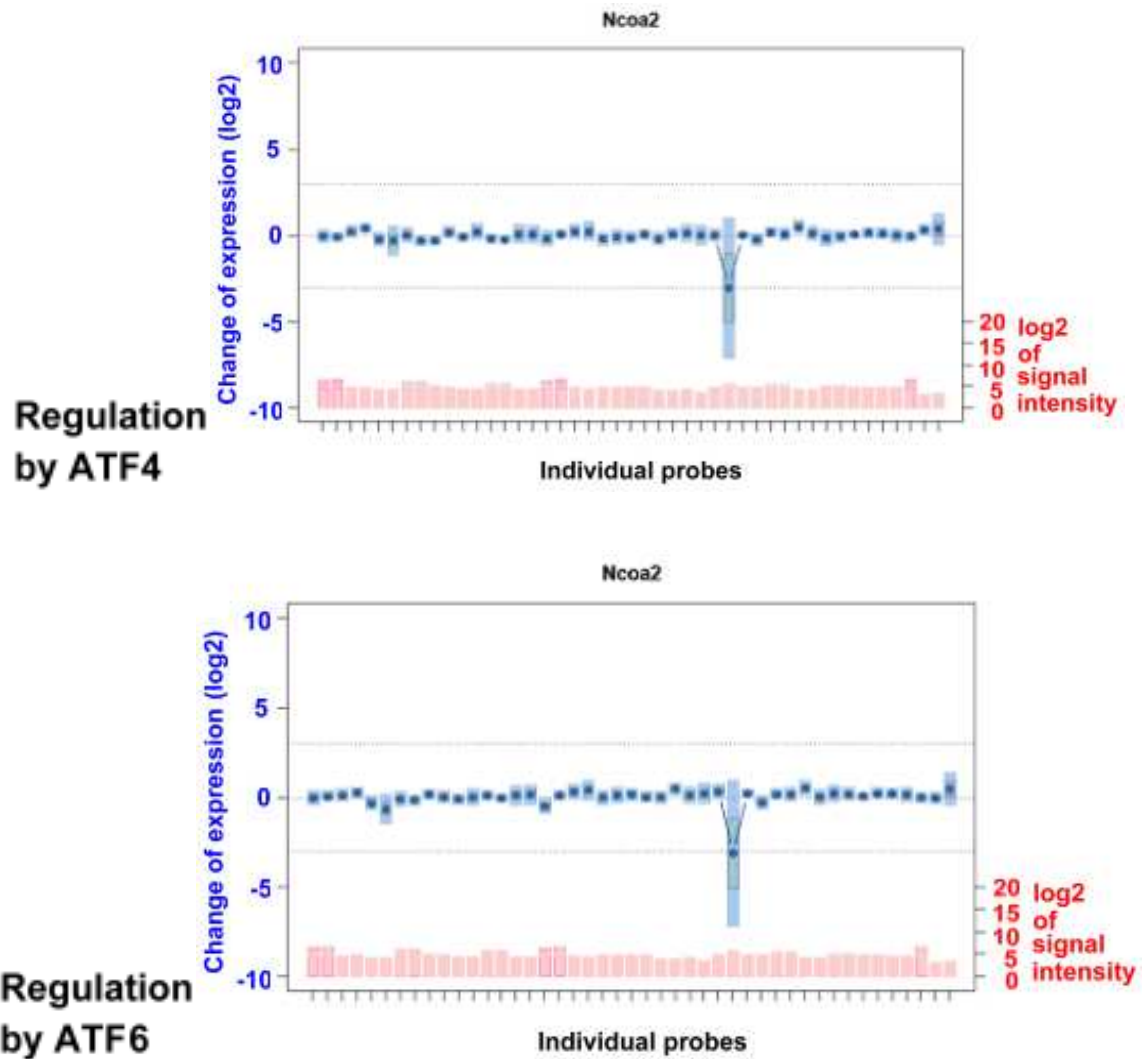 Ncoa2
Change of expression (log2)
10
5
0
-5
-10
20 log2
15 of
10 signal
5 intensity
0
Regulation
by ATF4
Individual probes
Ncoa2
Change of expression (log2)
10
5
0
-5
-10
20 log2
15 of
10 signal
5 intensity
0
Regulation
by ATF6
Individual probes